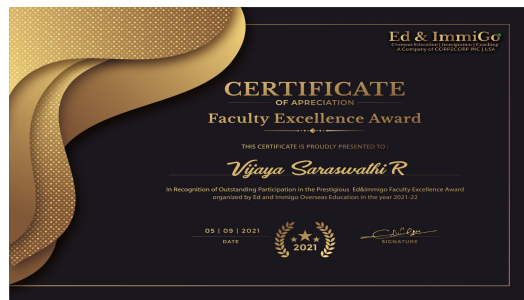 Ed & ImmiGo
Overseas Education | Immigration | Coaching
A Company of CORP2CORP INC | USA
CERTIFICATE
OF APRECIATION
Faculty Excellence Award
THIS CERTIFICATE IS PROUDLY PRESENTED TO :
Vijaya Saraswathi R
In Recognition of Outstanding Participation in the Prestigious Ed&immigo Faculty Excellence Award
organized by Ed and Immigo Overseas Education in the year 2021-22
05 | 09 | 2021
DATE
2021
SIGNATURE